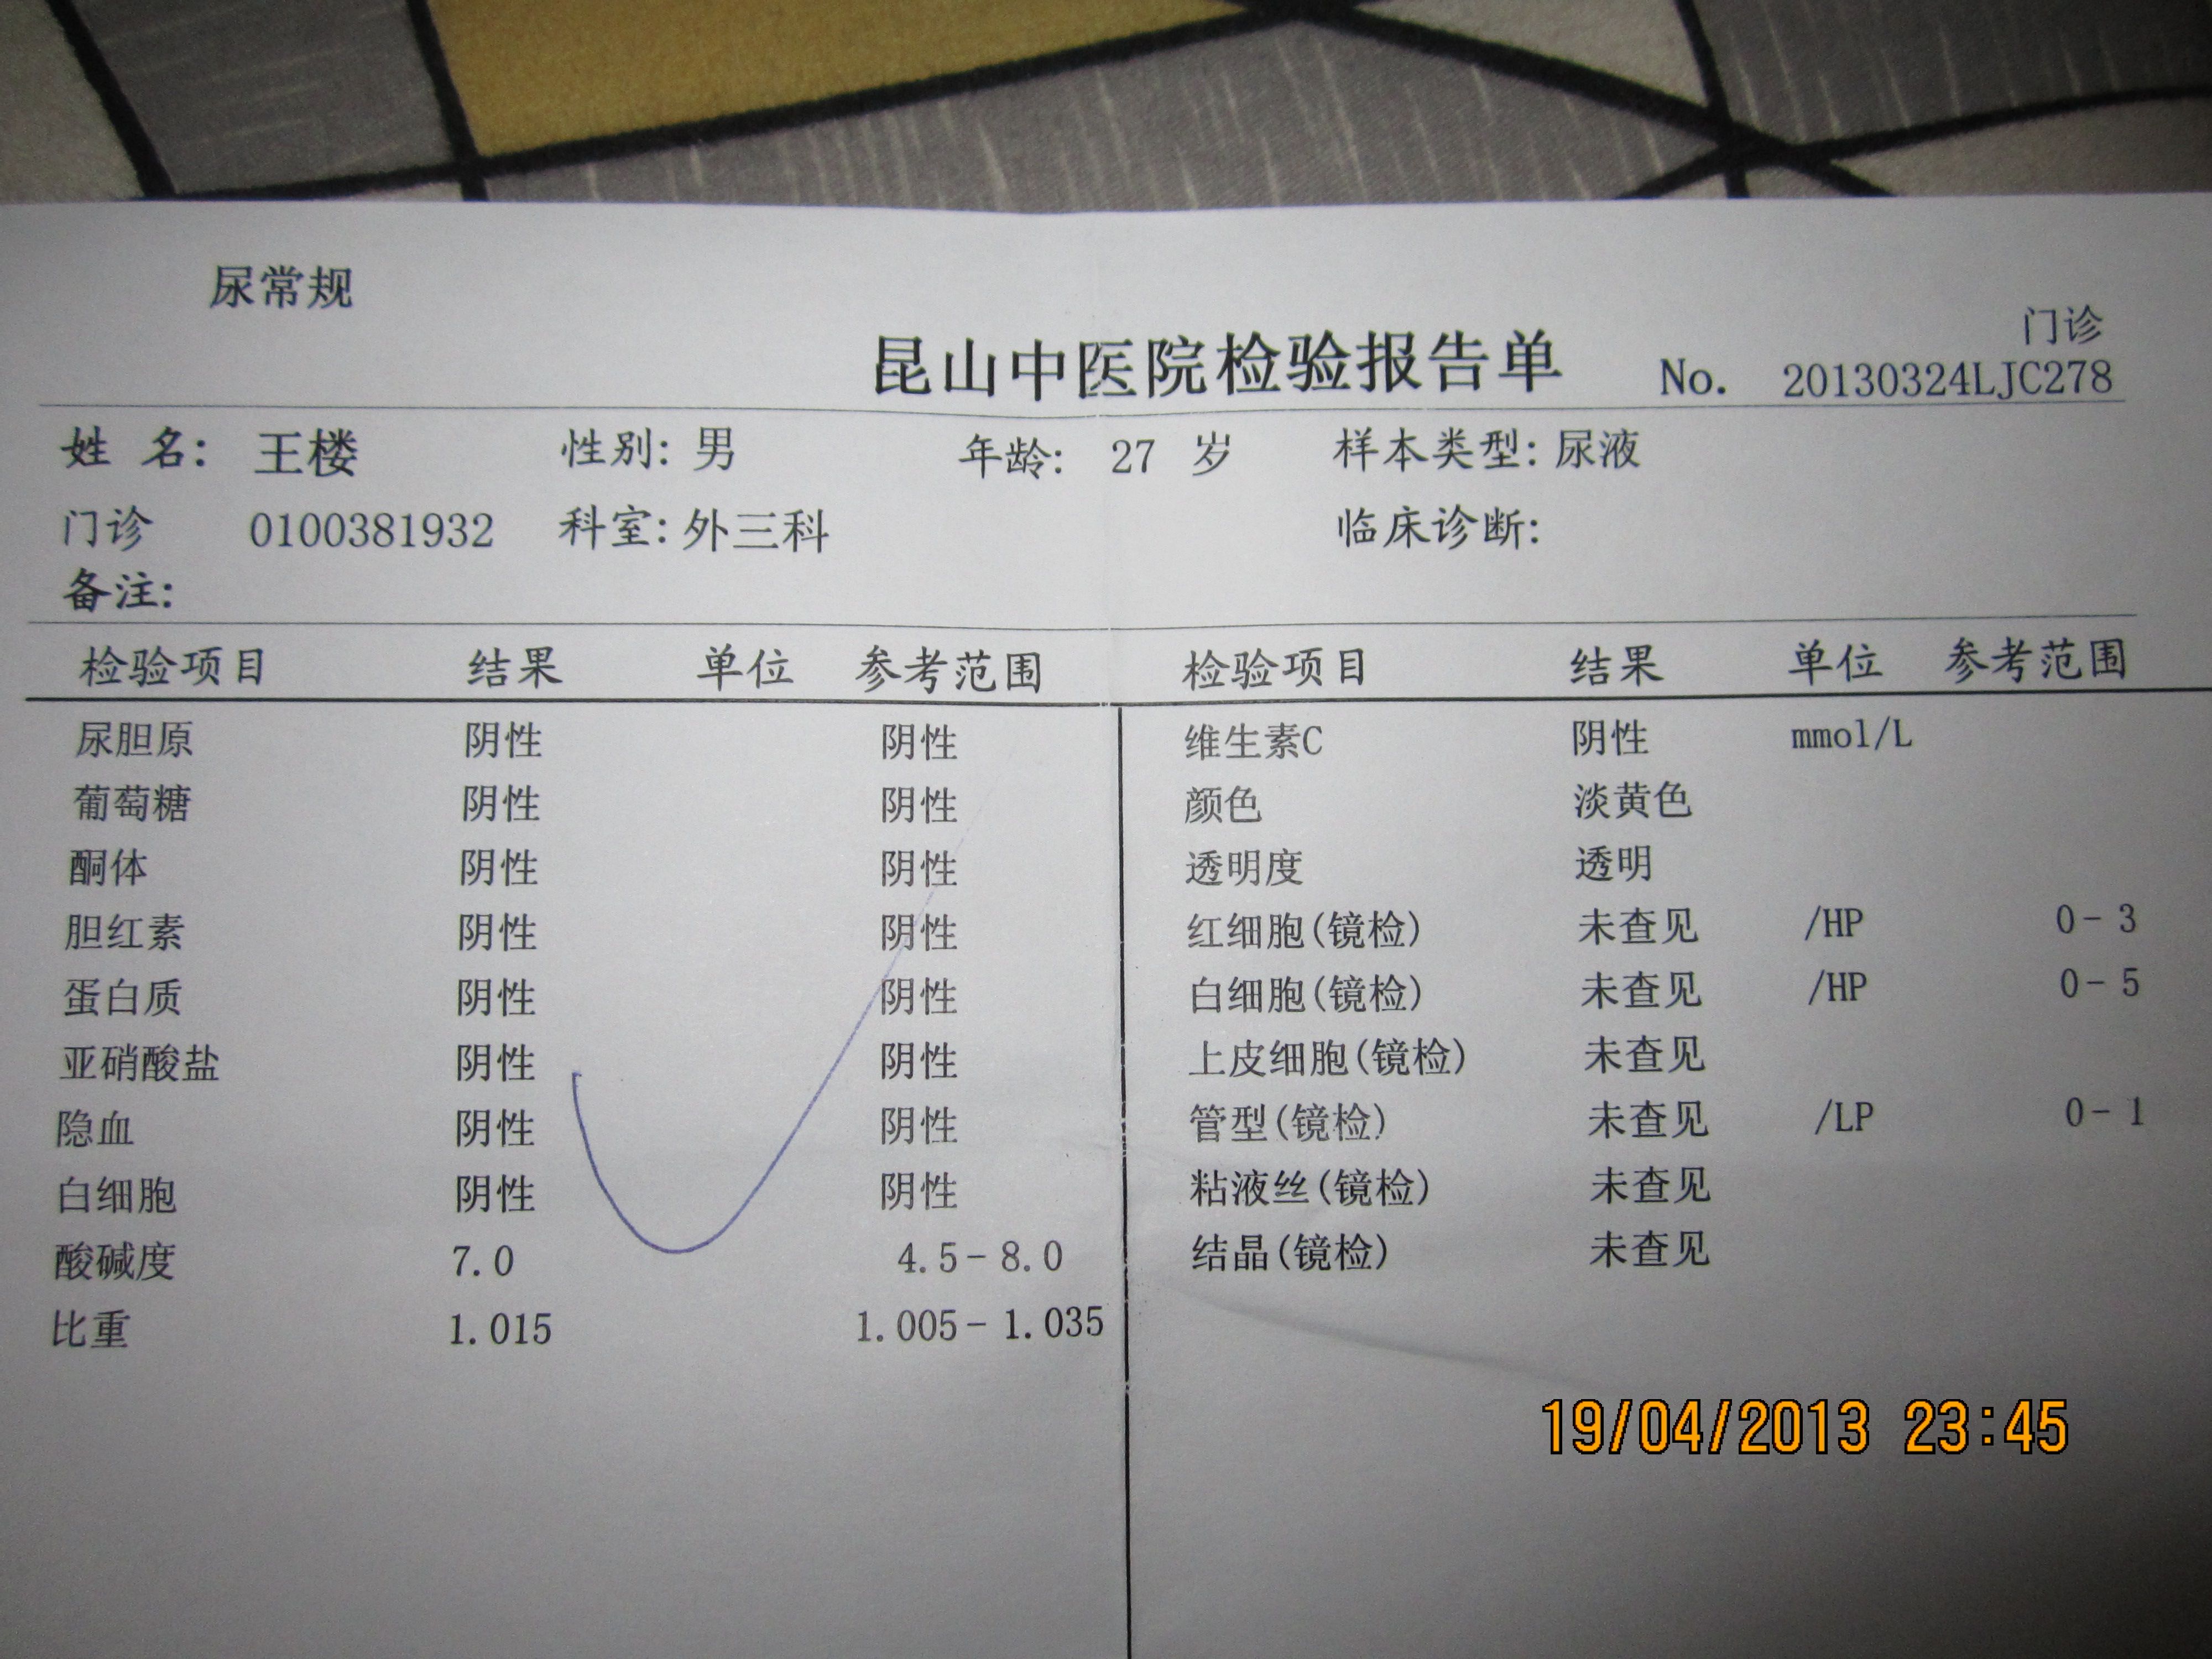 尿常规
门诊
昆山中医院检验报告单 No. 20130324LJC278
姓 名: 王楼 性别: 男 年龄: 27 岁 样本类型: 尿液
门诊 0100381932 科室: 外三科 临床诊断:
备注:
检验项目 结果 单位 参考范围 检验项目 结果 单位 参考范围
尿胆原 阴性 阴性 维生素C 阴性 mmol/L
葡萄糖 阴性 阴性 颜色 淡黄色
酮体 阴性 阴性 透明度 透明
胆红素 阴性 阴性 红细胞(镜检) 未查见 /HP 0-3
蛋白质 阴性 阴性 白细胞(镜检) 未查见 /HP 0-5
亚硝酸盐 阴性 阴性 上皮细胞(镜检) 未查见
隐血 阴性 阴性 管型(镜检) 未查见 /LP 0-1
白细胞 阴性 阴性 粘液丝(镜检) 未查见
酸碱度 7.0 4.5-8.0 结晶(镜检) 未查见
比重 1.015 1.005-1.035
19/04/2013 23:45